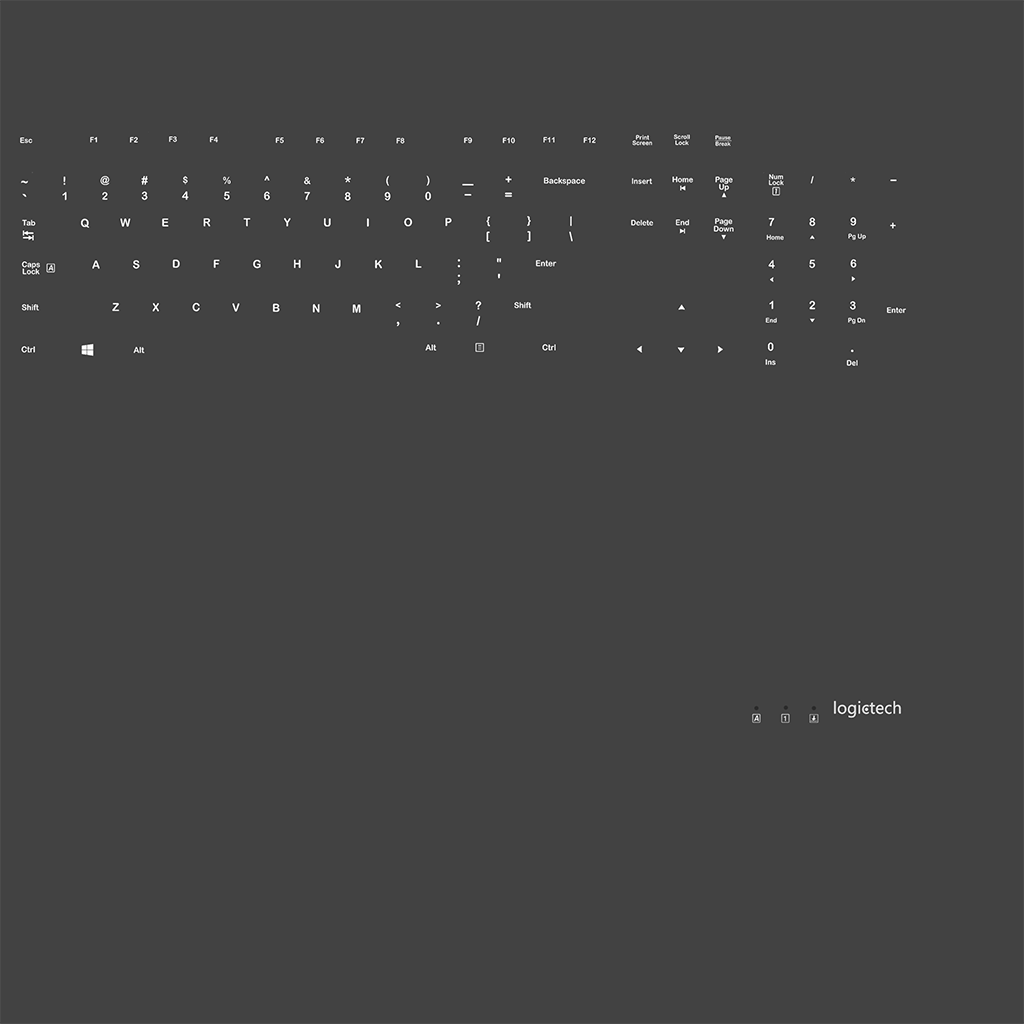 Esc F1 F2 F3 F4 F5 F6 F7 F8 F9 F10 F11 F12 Print Screen Scroll Lock Pause Break
~ ! @ # $ % ^ & * ( ) _ + Backspace Insert Home Page Up Num Lock / * -
` 1 2 3 4 5 6 7 8 9 0 - =
Tab Q W E R T Y U I O P { } | Delete End Page Down 7 8 9 +
[ ] \ Home Pg Up
Caps Lock A A S D F G H J K L : " Enter 4 5 6
; '
Shift Z X C V B N M < > ? Shift 1 2 3 Enter
, . / End Pg Dn
Ctrl Alt Alt Ctrl 0 .
Ins Del
logictech
A 1